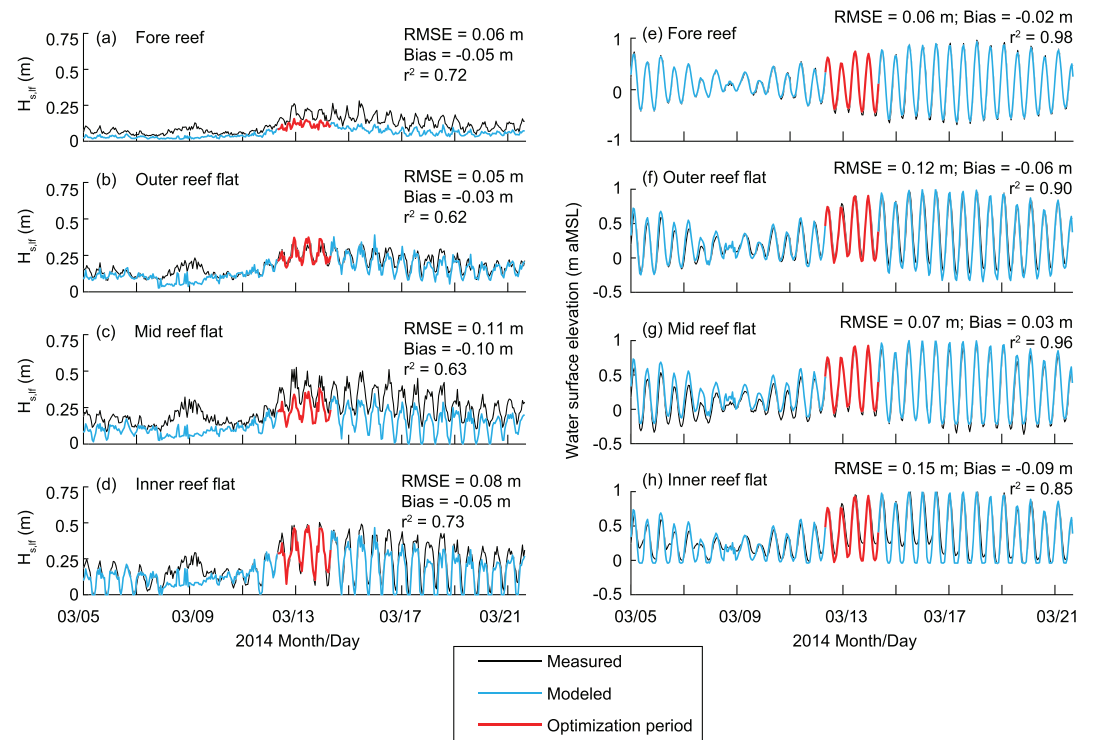 (a) Fore reef
RMSE = 0.06 m
Bias = -0.05 m
r² = 0.72
0.75
0.5
0.25
0
H s,lf (m)
(b) Outer reef flat
RMSE = 0.05 m
Bias = -0.03 m
r² = 0.62
0.75
0.5
0.25
0
H s,lf (m)
(c) Mid reef flat
RMSE = 0.11 m
Bias = -0.10 m
r² = 0.63
0.75
0.5
0.25
0
H s,lf (m)
(d) Inner reef flat
RMSE = 0.08 m
Bias = -0.05 m
r² = 0.73
0.75
0.5
0.25
0
H s,lf (m)
03/05 03/09 03/13 03/17 03/21
2014 Month/Day
RMSE = 0.06 m; Bias = -0.02 m
(e) Fore reef
r² = 0.98
1
0
-1
RMSE = 0.12 m; Bias = -0.06 m
(f) Outer reef flat
r² = 0.90
1
0.5
0
-0.5
Water surface elevation (m aMSL)
RMSE = 0.07 m; Bias = 0.03 m
(g) Mid reef flat
r² = 0.96
1
0.5
0
-0.5
RMSE = 0.15 m; Bias = -0.09 m
(h) Inner reef flat
r² = 0.85
1
0.5
0
-0.5
03/05 03/09 03/13 03/17 03/21
2014 Month/Day
Measured
Modeled
Optimization period